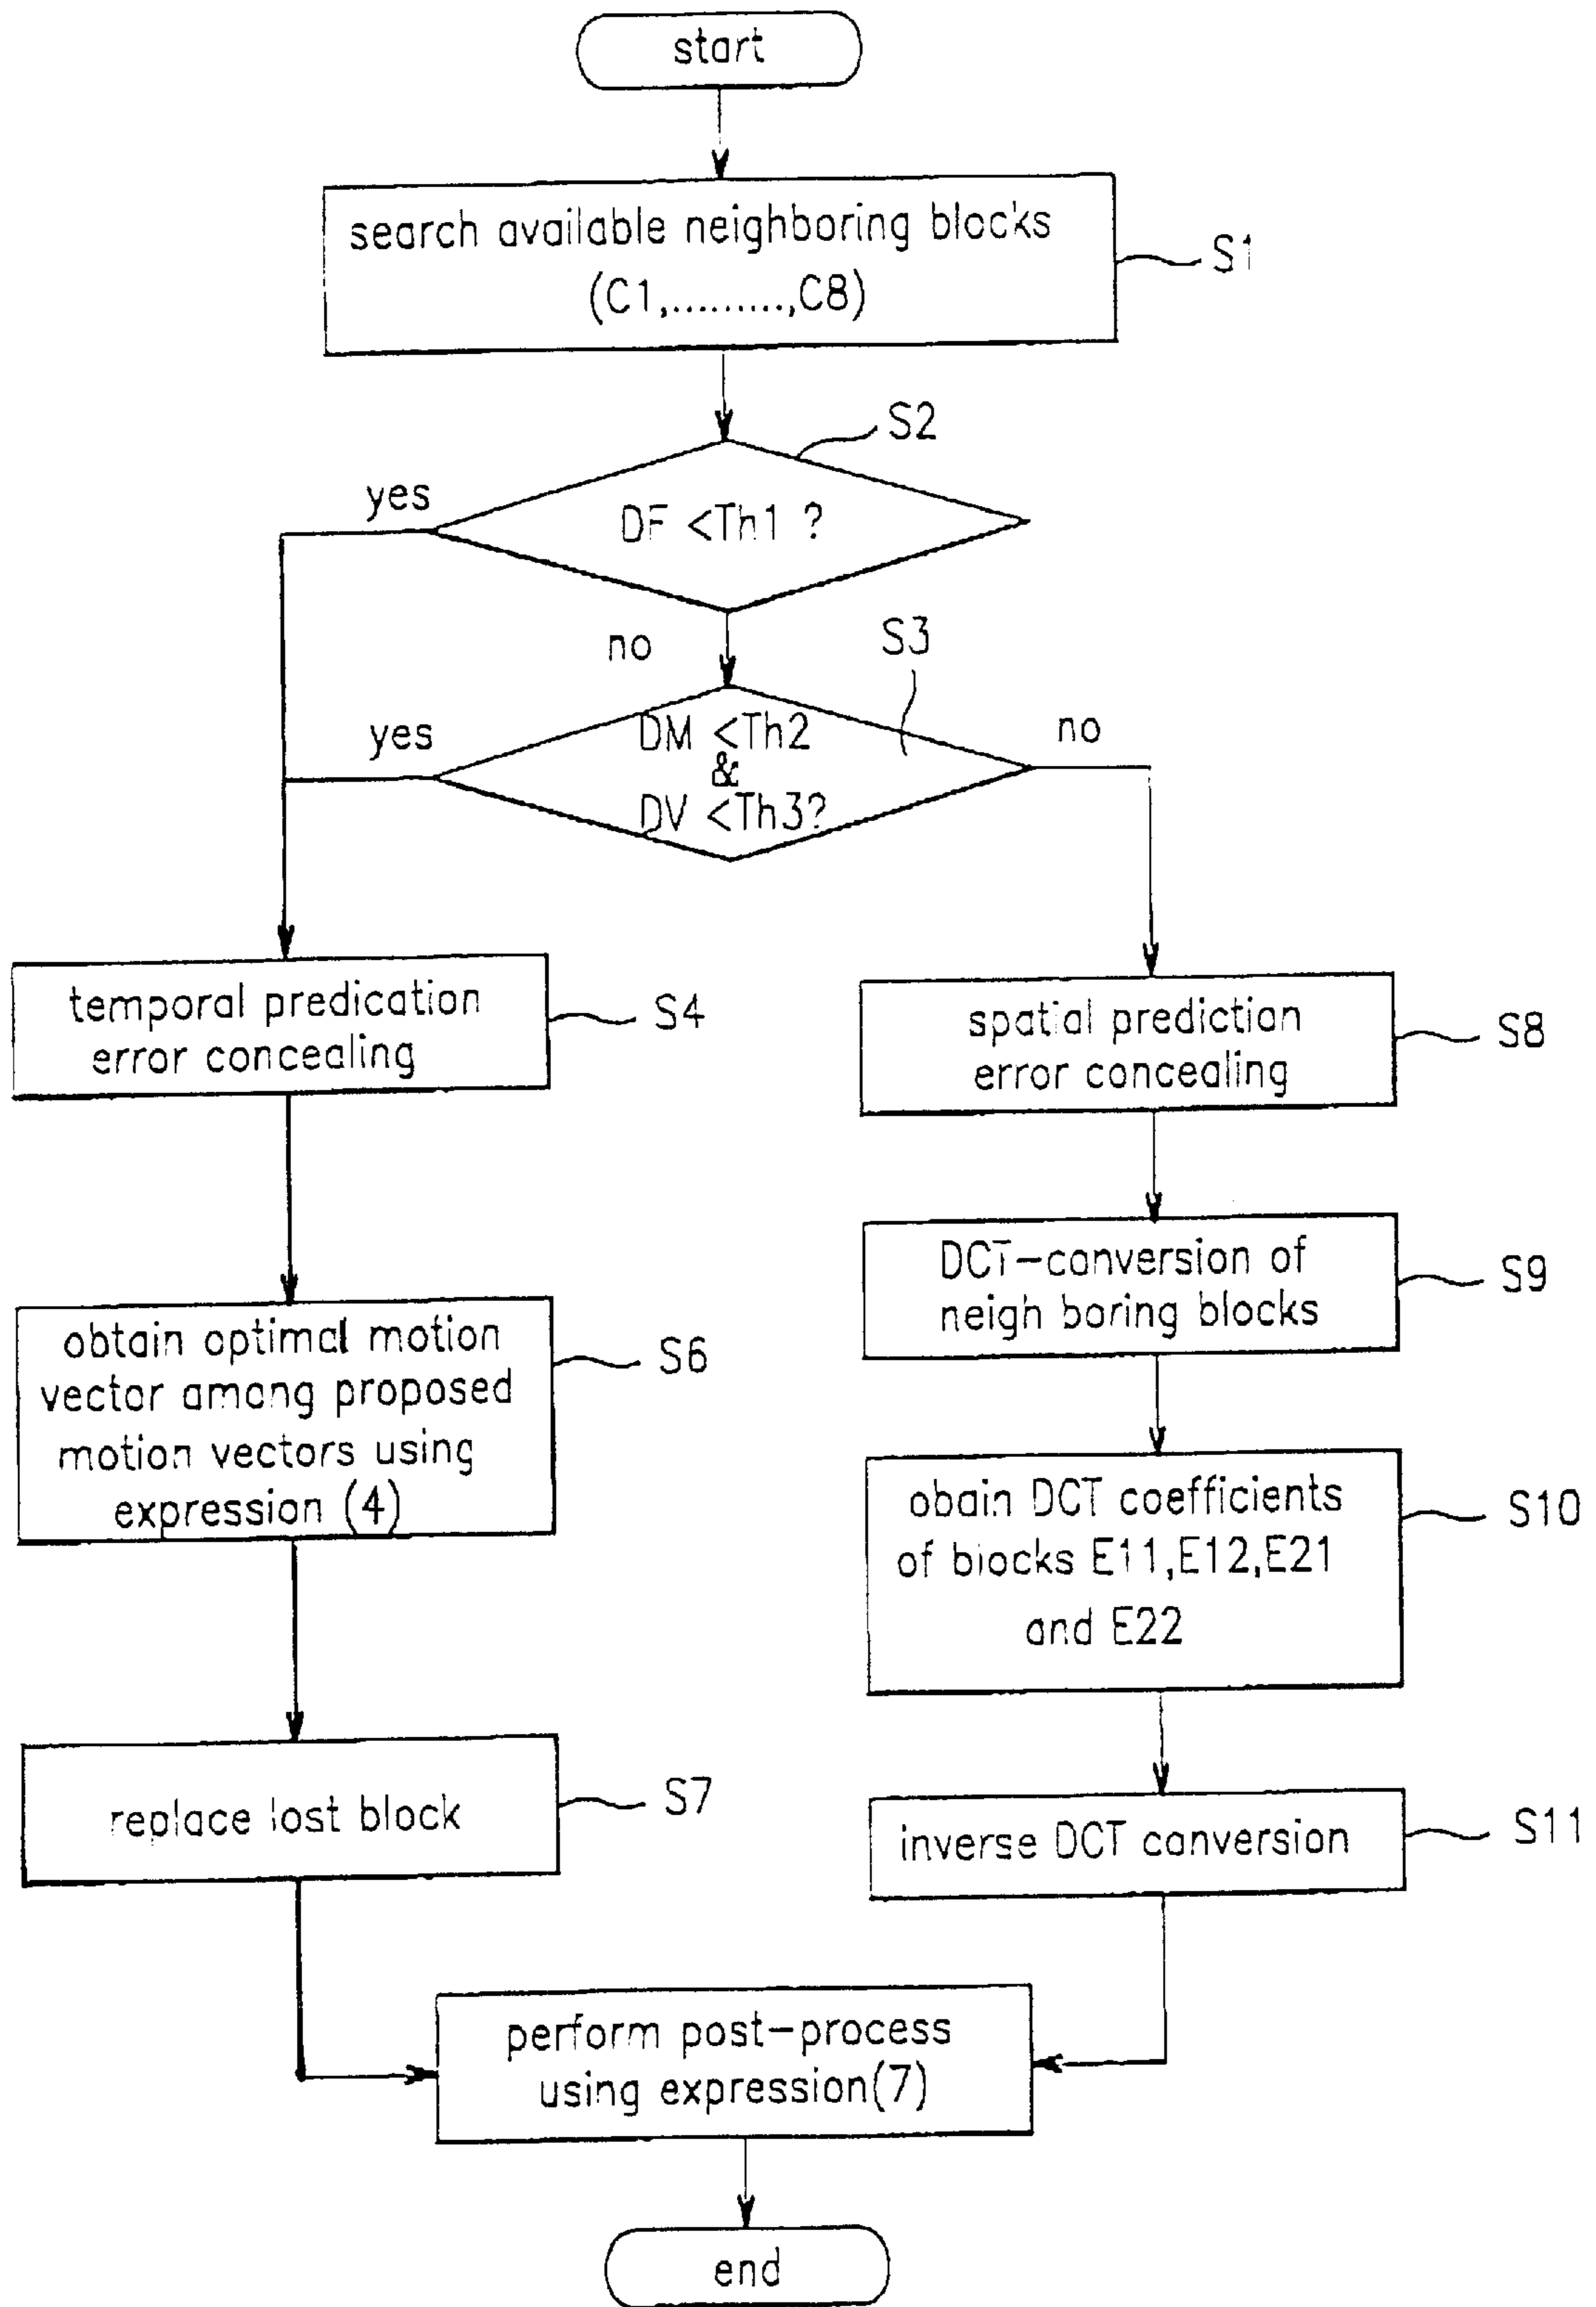 start
search available neighboring blocks
(C1,.........,C8)
S1
S2
yes
DF <Th1 ?
no
S3
yes
DM <Th2
&
DV <Th3?
no
temporal predication
error concealing
S4
spatial prediction
error concealing
S8
DCT-conversion of
neigh boring blocks
S9
obtain optimal motion
vector among proposed
motion vectors using
expression (4)
S6
obain DCT coefficients
of blocks E11,E12,E21
and E22
S10
replace lost block
S7
inverse DCT conversion
S11
perform post-process
using expression(7)
end